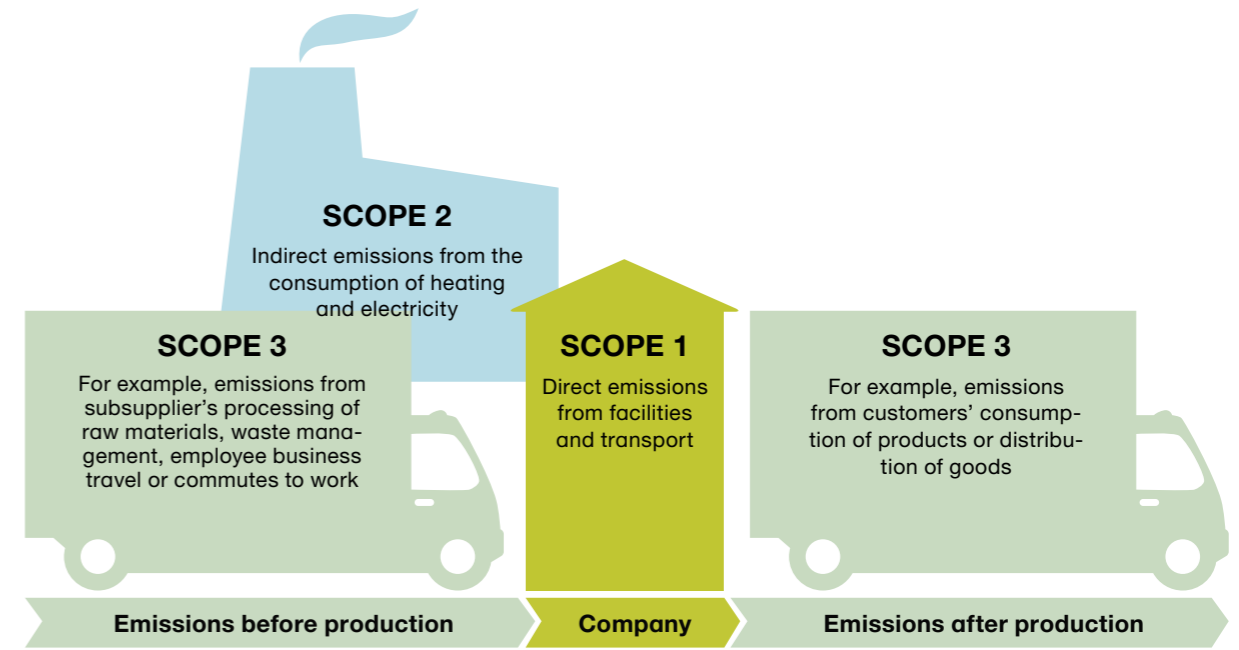 SCOPE 2
Indirect emissions from the
consumption of heating
and electricity
SCOPE 3
For example, emissions from
subsupplier's processing of
raw materials, waste mana-
gement, employee business
travel or commutes to work
SCOPE 1
Direct emissions
from facilities
and transport
SCOPE 3
For example, emissions
from customers' consump-
tion of products or distribu-
tion of goods
Emissions before production
Company
Emissions after production